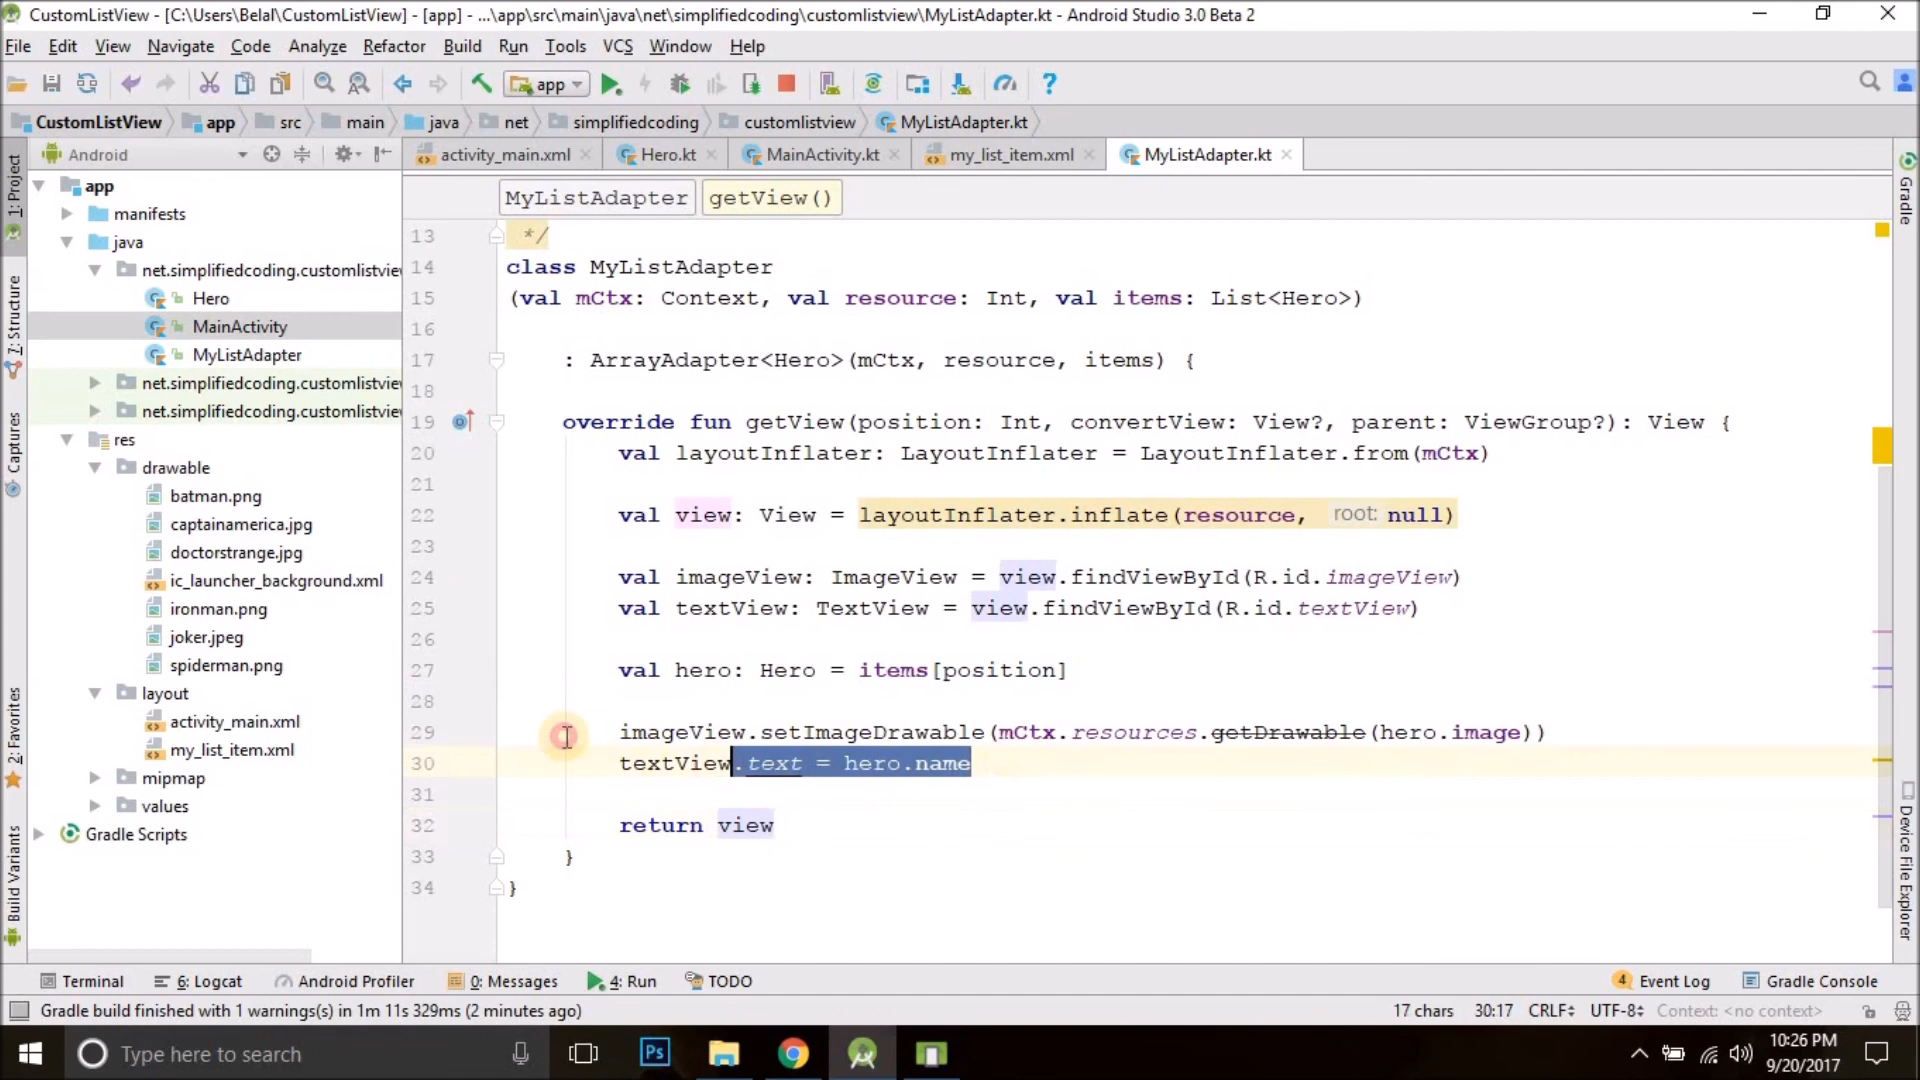 CustomListView - [C:\Users\Belal\CustomListView] - [app] - ...\app\src\main\java\net\simplifiedcoding\customlistview\MyListAdapter.kt - Android Studio 3.0 Beta 2
File Edit View Navigate Code Analyze Refactor Build Run Tools VCS Window Help
app
CustomListView app src main java net simplifiedcoding customlistview MyListAdapter.kt
Android
activity_main.xml Hero.kt MainActivity.kt my_list_item.xml MyListAdapter.kt
MyListAdapter getView()
1: Project
7: Structure
Captures
2: Favorites
Build Variants
app
manifests
java
net.simplifiedcoding.customlistview
Hero
MainActivity
MyListAdapter
net.simplifiedcoding.customlistview
net.simplifiedcoding.customlistview
res
drawable
batman.png
captainamerica.jpg
doctorstrange.jpg
ic_launcher_background.xml
ironman.png
joker.jpeg
spiderman.png
layout
activity_main.xml
my_list_item.xml
mipmap
values
Gradle Scripts
13 */
14 class MyListAdapter
15 (val mCtx: Context, val resource: Int, val items: List<Hero>)
16
17 : ArrayAdapter<Hero>(mCtx, resource, items) {
18
19 override fun getView(position: Int, convertView: View?, parent: ViewGroup?): View {
20 val layoutInflater: LayoutInflater = LayoutInflater.from(mCtx)
21
22 val view: View = layoutInflater.inflate(resource, root: null)
23
24 val imageView: ImageView = view.findViewById(R.id.imageView)
25 val textView: TextView = view.findViewById(R.id.textView)
26
27 val hero: Hero = items[position]
28
29 imageView.setImageDrawable(mCtx.resources.getDrawable(hero.image))
30 textView.text = hero.name
31
32 return view
33 }
34 }
Gradle
Device File Explorer
Terminal 6: Logcat Android Profiler 0: Messages 4: Run TODO 4 Event Log Gradle Console
Gradle build finished with 1 warnings(s) in 1m 11s 329ms (2 minutes ago) 17 chars 30:17 CRLF UTF-8 Context: <no context>
Type here to search
Ps
10:26 PM
9/20/2017